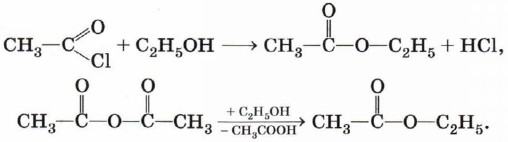 O O
CH₃—C + C₂H₅OH ⟶ CH₃—C—O—C₂H₅ + HCl,
Cl
O O O
CH₃—C—O—C—CH₃ + C₂H₅OH − CH₃COOH ⟶ CH₃—C—O—C₂H₅.